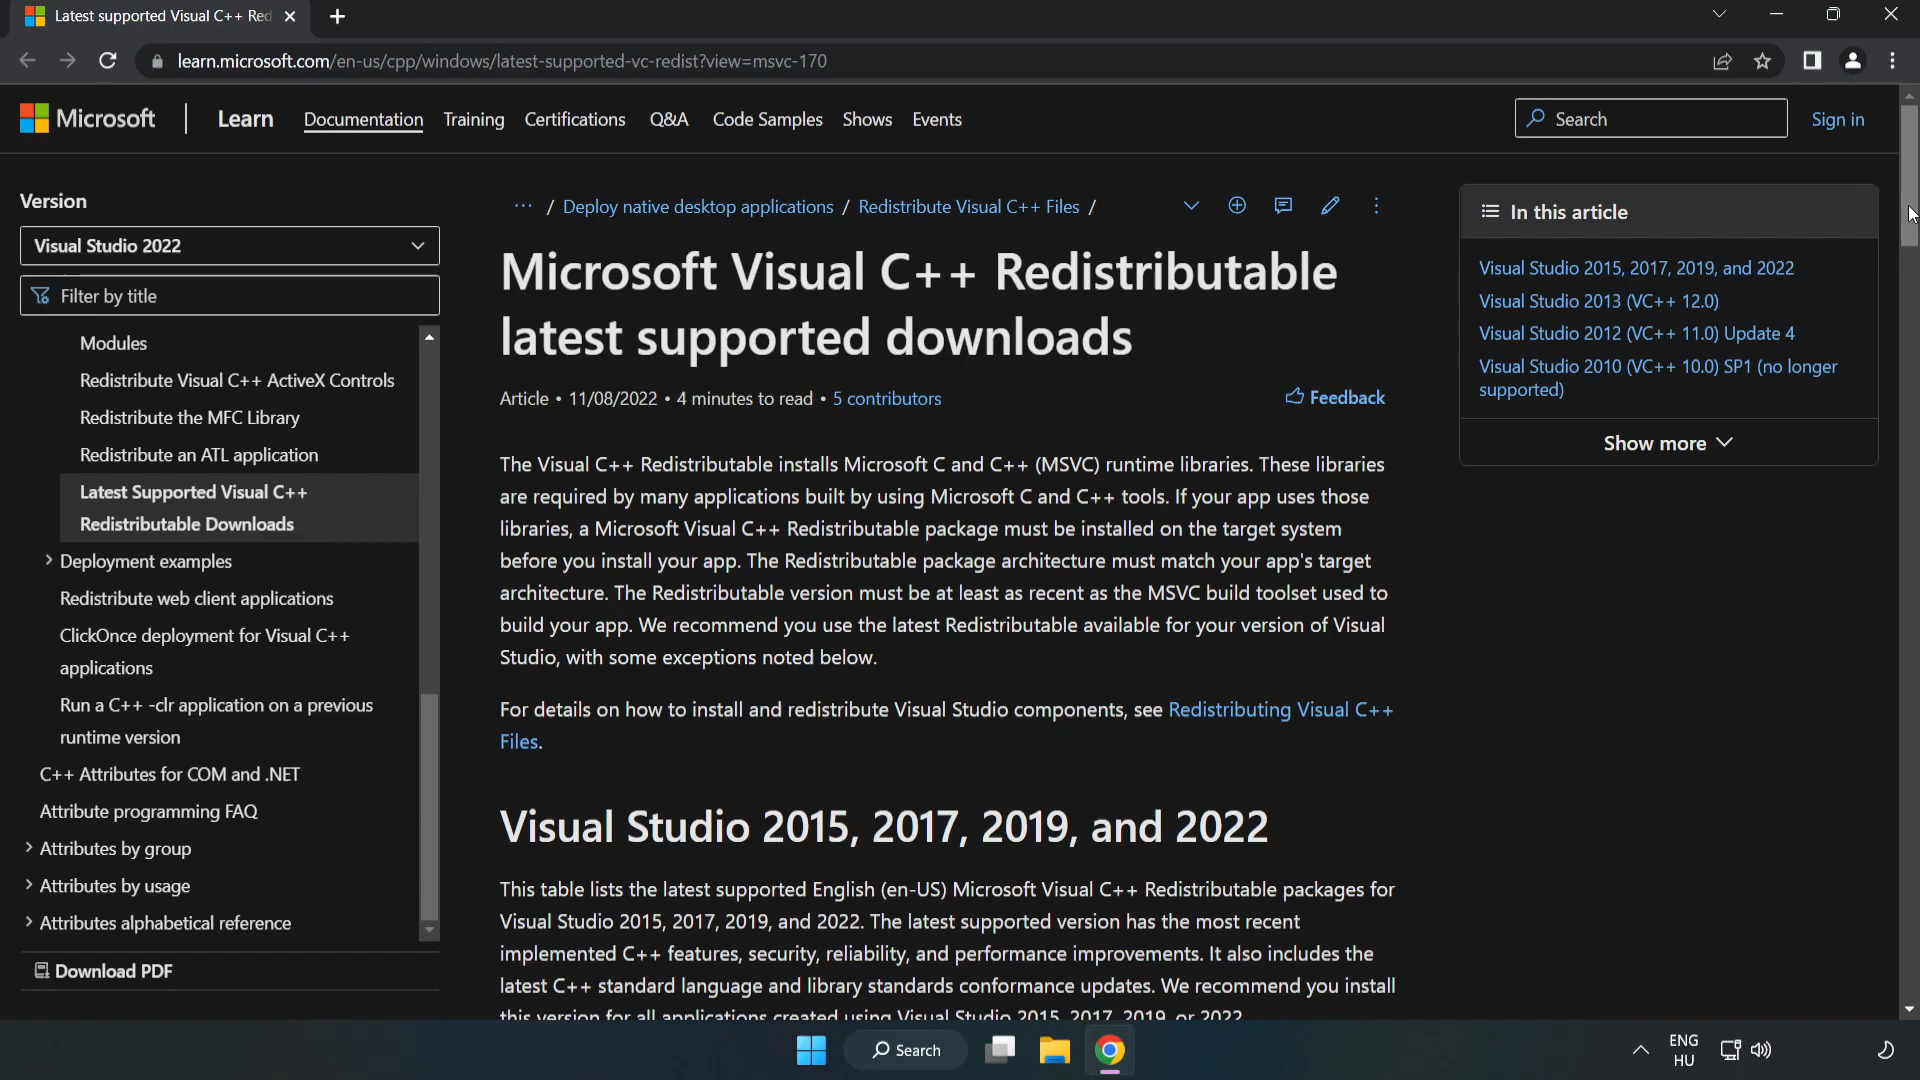 Latest supported Visual C++ Red
learn.microsoft.com/en-us/cpp/windows/latest-supported-vc-redist?view=msvc-170
Microsoft
Learn
Documentation
Training
Certifications
Q&A
Code Samples
Shows
Events
Search
Sign in
Version
Visual Studio 2022
Filter by title
Modules
Redistribute Visual C++ ActiveX Controls
Redistribute the MFC Library
Redistribute an ATL application
Latest Supported Visual C++
Redistributable Downloads
Deployment examples
Redistribute web client applications
ClickOnce deployment for Visual C++
applications
Run a C++ -clr application on a previous
runtime version
C++ Attributes for COM and .NET
Attribute programming FAQ
Attributes by group
Attributes by usage
Attributes alphabetical reference
Download PDF
··· / Deploy native desktop applications / Redistribute Visual C++ Files /
Microsoft Visual C++ Redistributable
latest supported downloads
Article • 11/08/2022 • 4 minutes to read • 5 contributors
Feedback
The Visual C++ Redistributable installs Microsoft C and C++ (MSVC) runtime libraries. These libraries
are required by many applications built by using Microsoft C and C++ tools. If your app uses those
libraries, a Microsoft Visual C++ Redistributable package must be installed on the target system
before you install your app. The Redistributable package architecture must match your app's target
architecture. The Redistributable version must be at least as recent as the MSVC build toolset used to
build your app. We recommend you use the latest Redistributable available for your version of Visual
Studio, with some exceptions noted below.
For details on how to install and redistribute Visual Studio components, see Redistributing Visual C++
Files.
Visual Studio 2015, 2017, 2019, and 2022
This table lists the latest supported English (en-US) Microsoft Visual C++ Redistributable packages for
Visual Studio 2015, 2017, 2019, and 2022. The latest supported version has the most recent
implemented C++ features, security, reliability, and performance improvements. It also includes the
latest C++ standard language and library standards conformance updates. We recommend you install
this version for all applications created using Visual Studio 2015, 2017, 2019, or 2022.
In this article
Visual Studio 2015, 2017, 2019, and 2022
Visual Studio 2013 (VC++ 12.0)
Visual Studio 2012 (VC++ 11.0) Update 4
Visual Studio 2010 (VC++ 10.0) SP1 (no longer
supported)
Show more
Search
ENG
HU